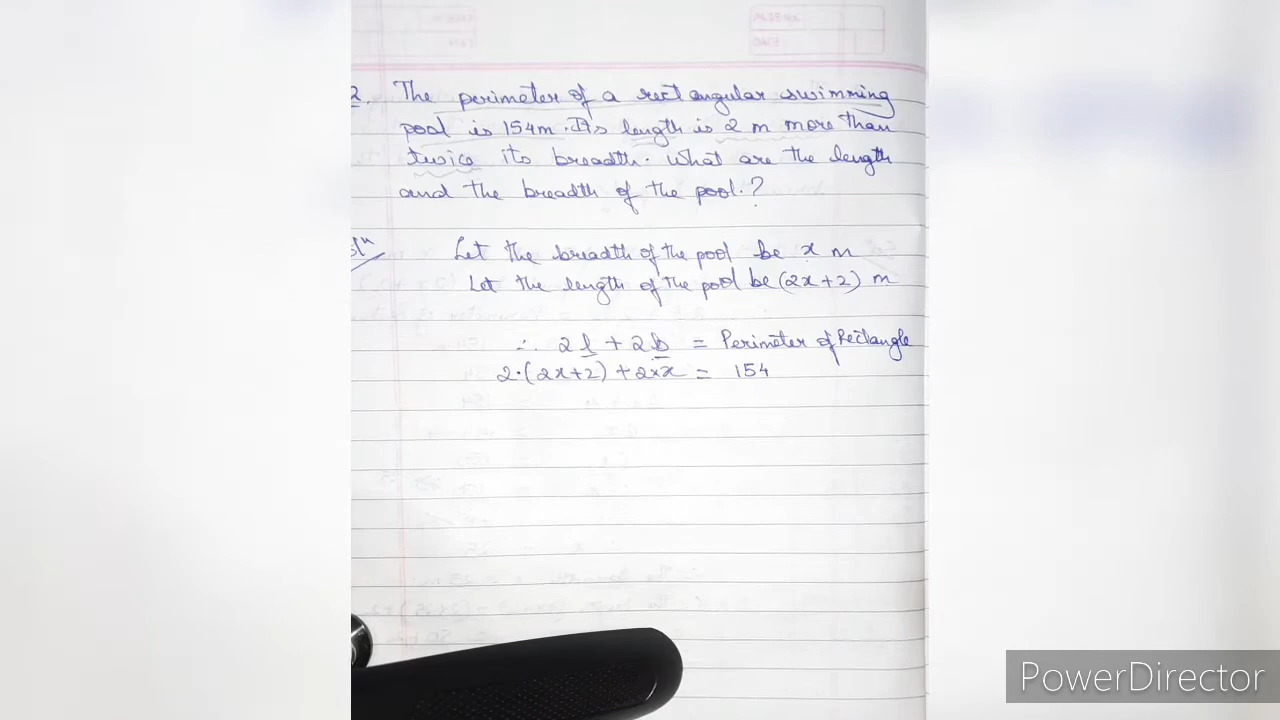 2. The perimeter of a rectangular swimming
pool is 154m. Its length is 2 m more than
twice its breadth. What are the length
and the breadth of the pool.?
Let the breadth of the pool be x m
Let the length of the pool be (2x+2) m
∴ 2l + 2b = Perimeter of Rectangle
2·(2x+2) + 2×x = 154
PowerDirector